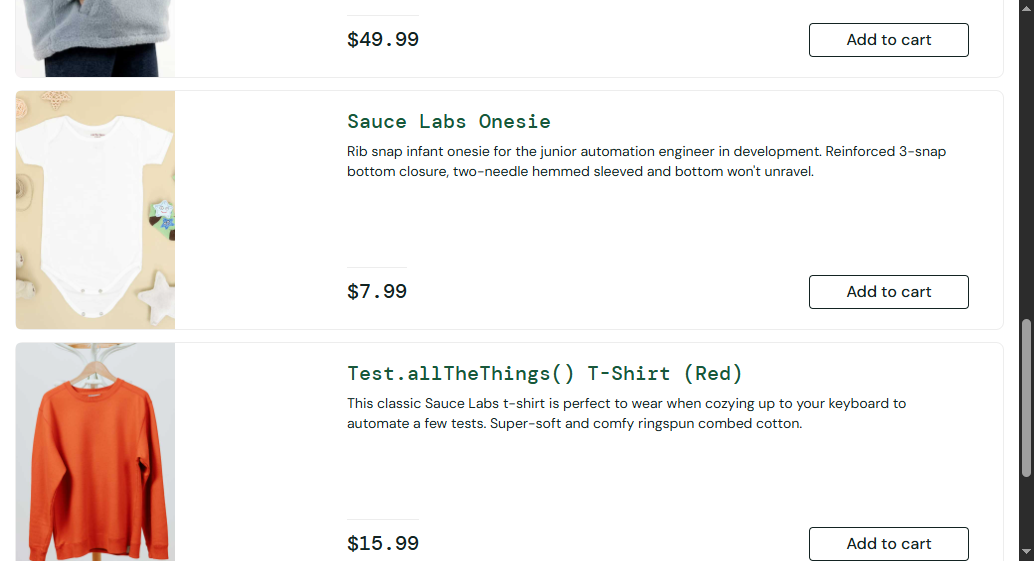 $49.99
Add to cart
Sauce Labs Onesie
Rib snap infant onesie for the junior automation engineer in development. Reinforced 3-snap
bottom closure, two-needle hemmed sleeved and bottom won't unravel.
$7.99
Add to cart
Test.allTheThings() T-Shirt (Red)
This classic Sauce Labs t-shirt is perfect to wear when cozying up to your keyboard to
automate a few tests. Super-soft and comfy ringspun combed cotton.
$15.99
Add to cart